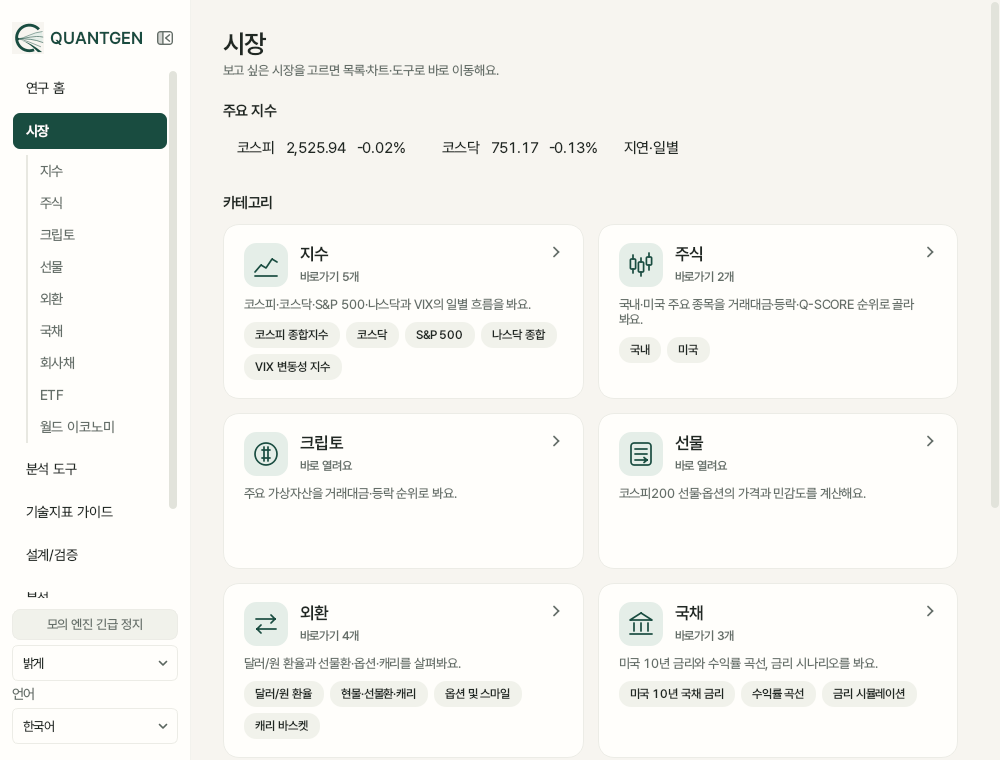 QUANTGEN
연구 홈
시장
지수
주식
크립토
선물
외환
국채
회사채
ETF
월드 이코노미
분석 도구
기술지표 가이드
설계/검증
분석
모의 엔진 긴급 정지
밝게
언어
한국어
시장
보고 싶은 시장을 고르면 목록·차트·도구로 바로 이동해요.
주요 지수
코스피 2,525.94 -0.02% 코스닥 751.17 -0.13% 지연·일별
카테고리
지수
바로가기 5개
코스피·코스닥·S&P 500·나스닥과 VIX의 일별 흐름을 봐요.
코스피 종합지수 코스닥 S&P 500 나스닥 종합
VIX 변동성 지수
주식
바로가기 2개
국내·미국 주요 종목을 거래대금·등락·Q-SCORE 순위로 골라
봐요.
국내 미국
크립토
바로 열려요
주요 가상자산을 거래대금·등락 순위로 봐요.
선물
바로 열려요
코스피200 선물·옵션의 가격과 민감도를 계산해요.
외환
바로가기 4개
달러/원 환율과 선물환·옵션·캐리를 살펴봐요.
달러/원 환율 현물·선물환·캐리 옵션 및 스마일
캐리 바스켓
국채
바로가기 3개
미국 10년 금리와 수익률 곡선, 금리 시나리오를 봐요.
미국 10년 국채 금리 수익률 곡선 금리 시뮬레이션